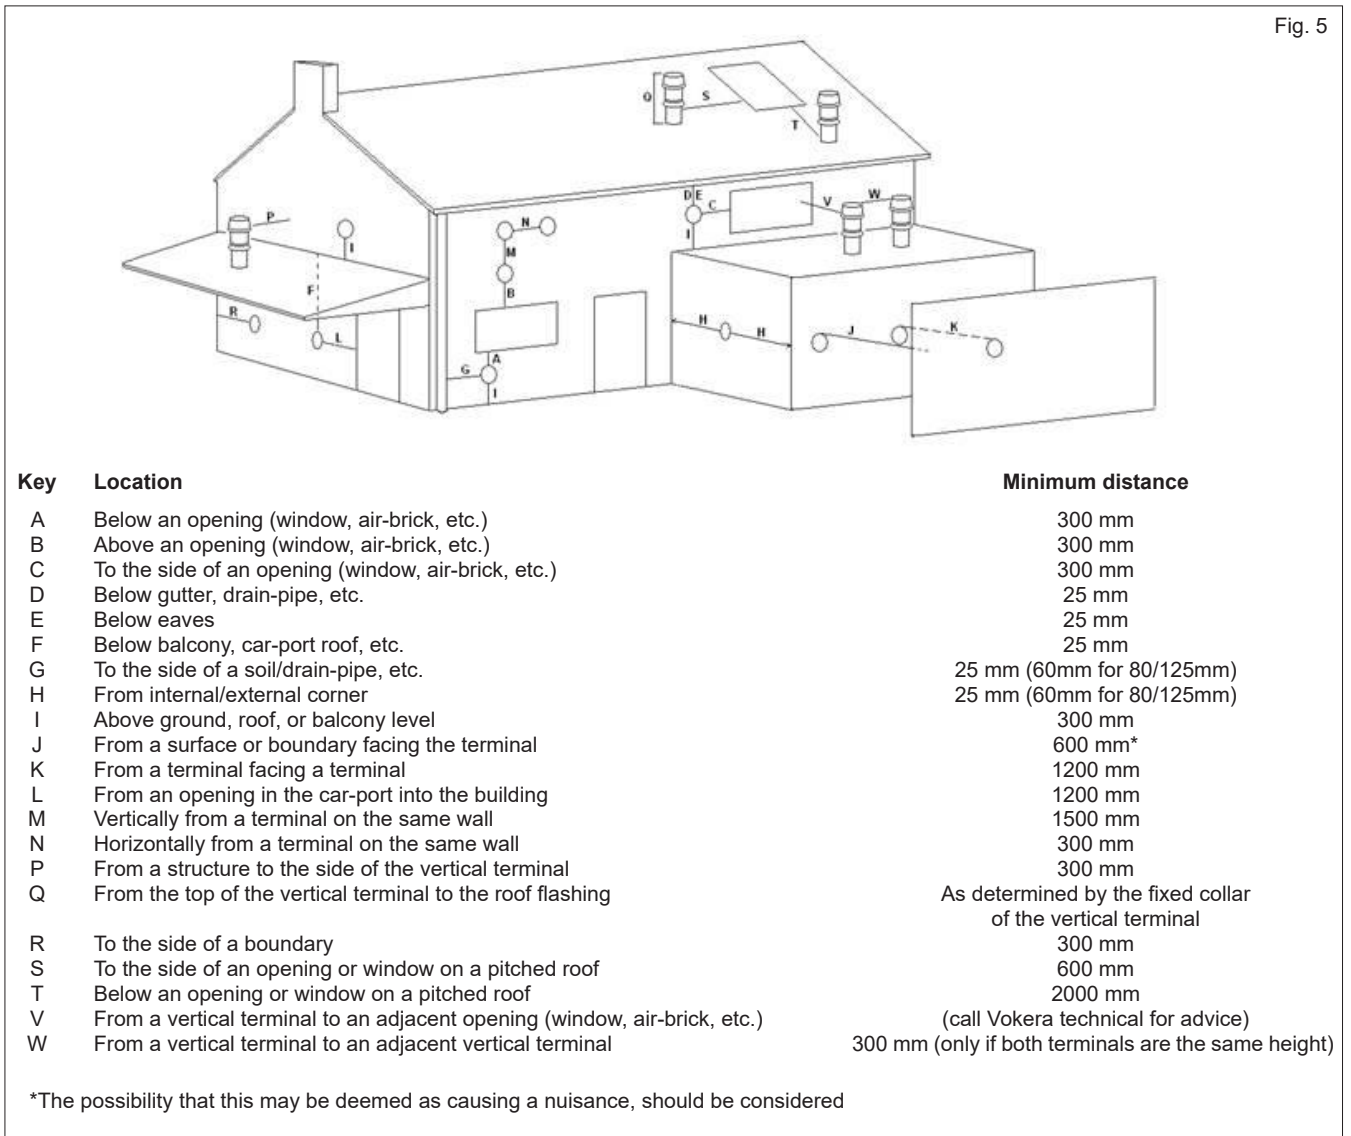 Fig. 5
Q
S
T
D E
C
I
V
W
P
I
N
M
B
F
R
L
A
G
I
H
H
J
K
Key Location Minimum distance
A Below an opening (window, air-brick, etc.) 300 mm
B Above an opening (window, air-brick, etc.) 300 mm
C To the side of an opening (window, air-brick, etc.) 300 mm
D Below gutter, drain-pipe, etc. 25 mm
E Below eaves 25 mm
F Below balcony, car-port roof, etc. 25 mm
G To the side of a soil/drain-pipe, etc. 25 mm (60mm for 80/125mm)
H From internal/external corner 25 mm (60mm for 80/125mm)
I Above ground, roof, or balcony level 300 mm
J From a surface or boundary facing the terminal 600 mm*
K From a terminal facing a terminal 1200 mm
L From an opening in the car-port into the building 1200 mm
M Vertically from a terminal on the same wall 1500 mm
N Horizontally from a terminal on the same wall 300 mm
P From a structure to the side of the vertical terminal 300 mm
Q From the top of the vertical terminal to the roof flashing As determined by the fixed collar
of the vertical terminal
R To the side of a boundary 300 mm
S To the side of an opening or window on a pitched roof 600 mm
T Below an opening or window on a pitched roof 2000 mm
V From a vertical terminal to an adjacent opening (window, air-brick, etc.) (call Vokera technical for advice)
W From a vertical terminal to an adjacent vertical terminal 300 mm (only if both terminals are the same height)
*The possibility that this may be deemed as causing a nuisance, should be considered